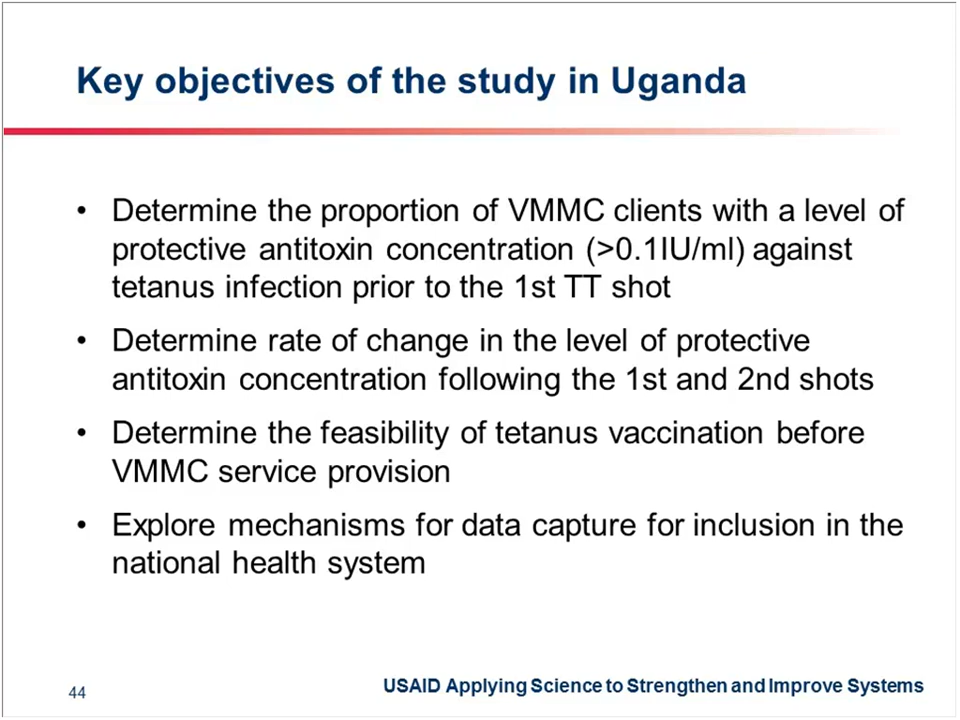 Key objectives of the study in Uganda
• Determine the proportion of VMMC clients with a level of
protective antitoxin concentration (>0.1IU/ml) against
tetanus infection prior to the 1st TT shot
• Determine rate of change in the level of protective
antitoxin concentration following the 1st and 2nd shots
• Determine the feasibility of tetanus vaccination before
VMMC service provision
• Explore mechanisms for data capture for inclusion in the
national health system
44
USAID Applying Science to Strengthen and Improve Systems